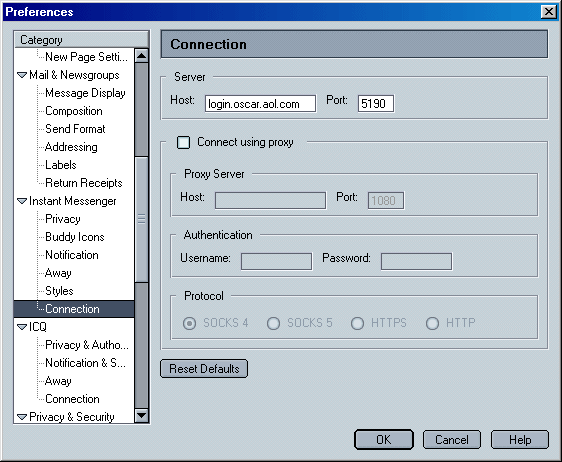 Preferences
Category
New Page Setti...
Mail & Newsgroups
Message Display
Composition
Send Format
Addressing
Labels
Return Receipts
Instant Messenger
Privacy
Buddy Icons
Notification
Away
Styles
Connection
ICQ
Privacy & Autho...
Notification & S...
Away
Connection
Privacy & Security
Connection
Server
Host: login.oscar.aol.com Port: 5190
Connect using proxy
Proxy Server
Host: Port: 1080
Authentication
Username: Password:
Protocol
SOCKS 4 SOCKS 5 HTTPS HTTP
Reset Defaults
OK Cancel Help